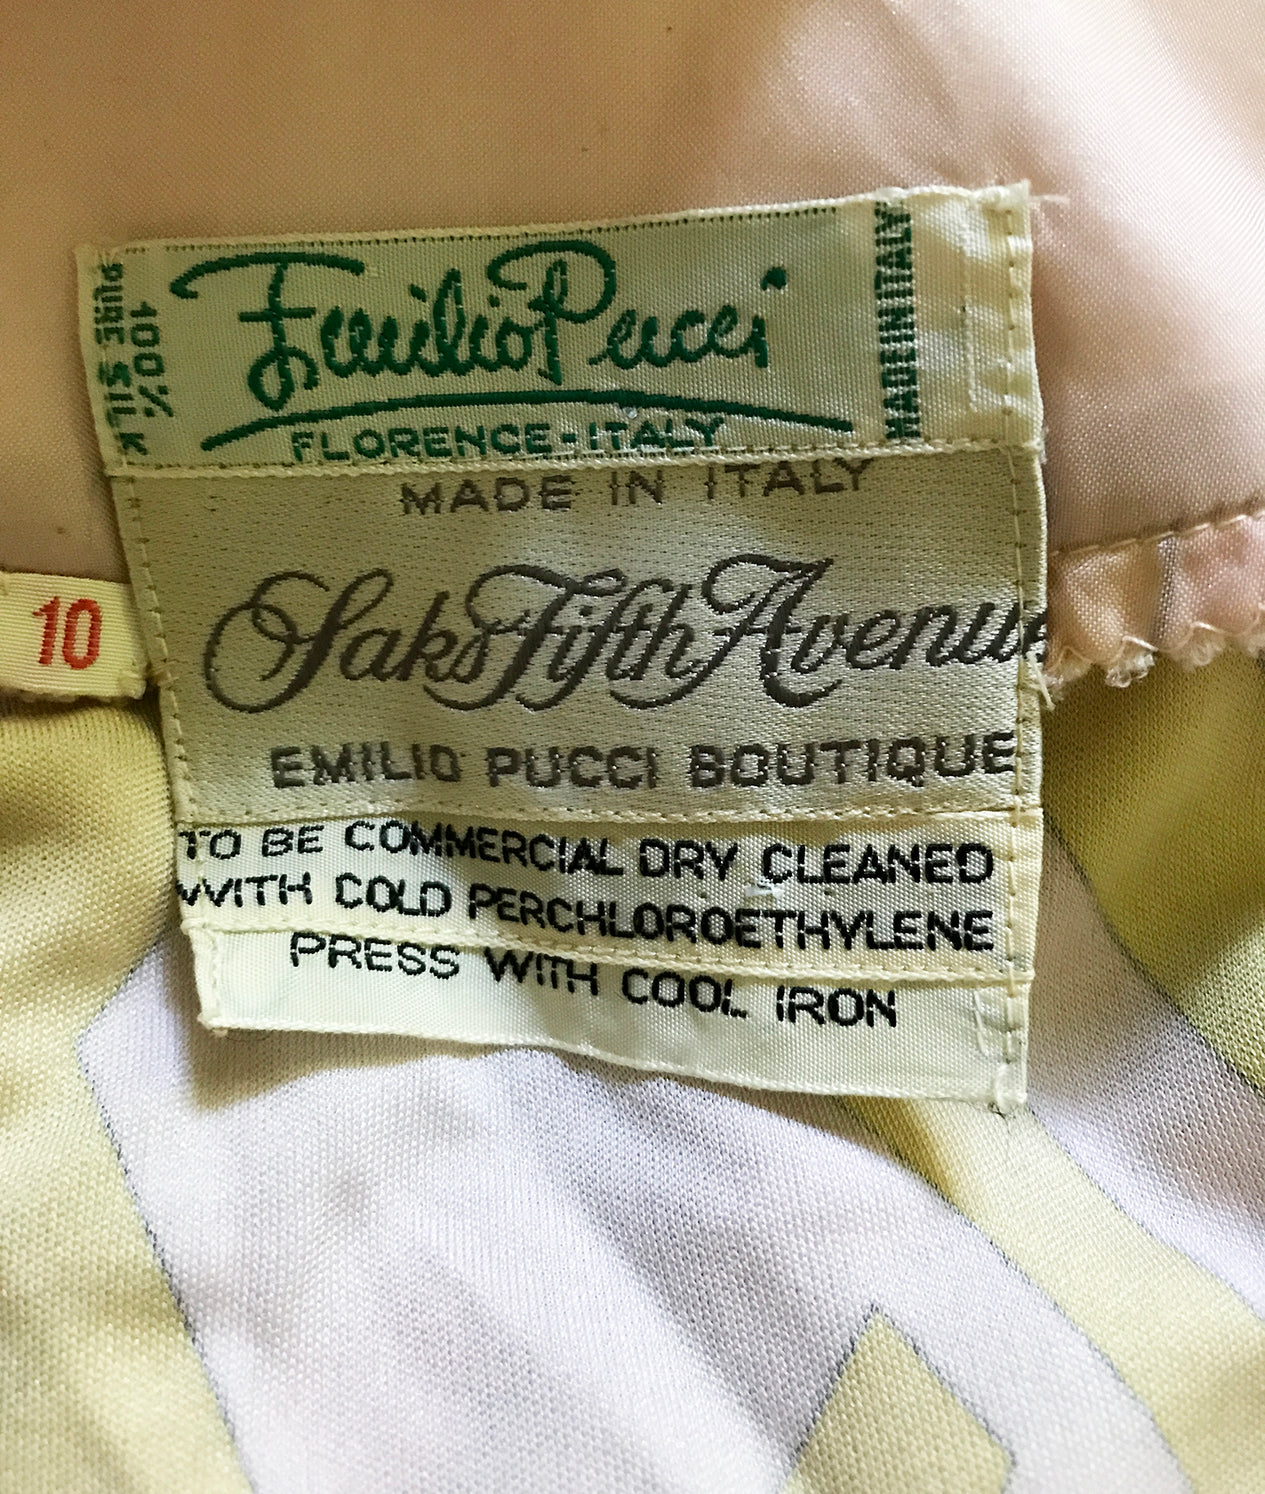 100%
PURE SILK
Emilio Pucci
FLORENCE-ITALY
MADE IN ITALY
MADE IN ITALY
Saks Fifth Avenue
EMILIO PUCCI BOUTIQUE
10
TO BE COMMERCIAL DRY CLEANED
WITH COLD PERCHLOROETHYLENE
PRESS WITH COOL IRON